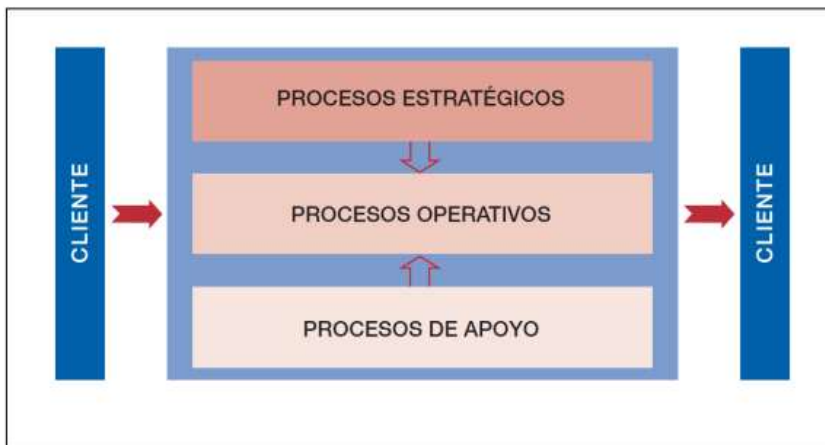 CLIENTE
PROCESOS ESTRATÉGICOS
PROCESOS OPERATIVOS
PROCESOS DE APOYO
CLIENTE